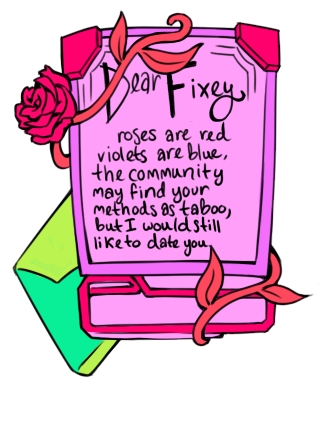 Dear Fixey
roses are red
violets are blue,
the community
may find your
methods as taboo,
but I would still
like to date you